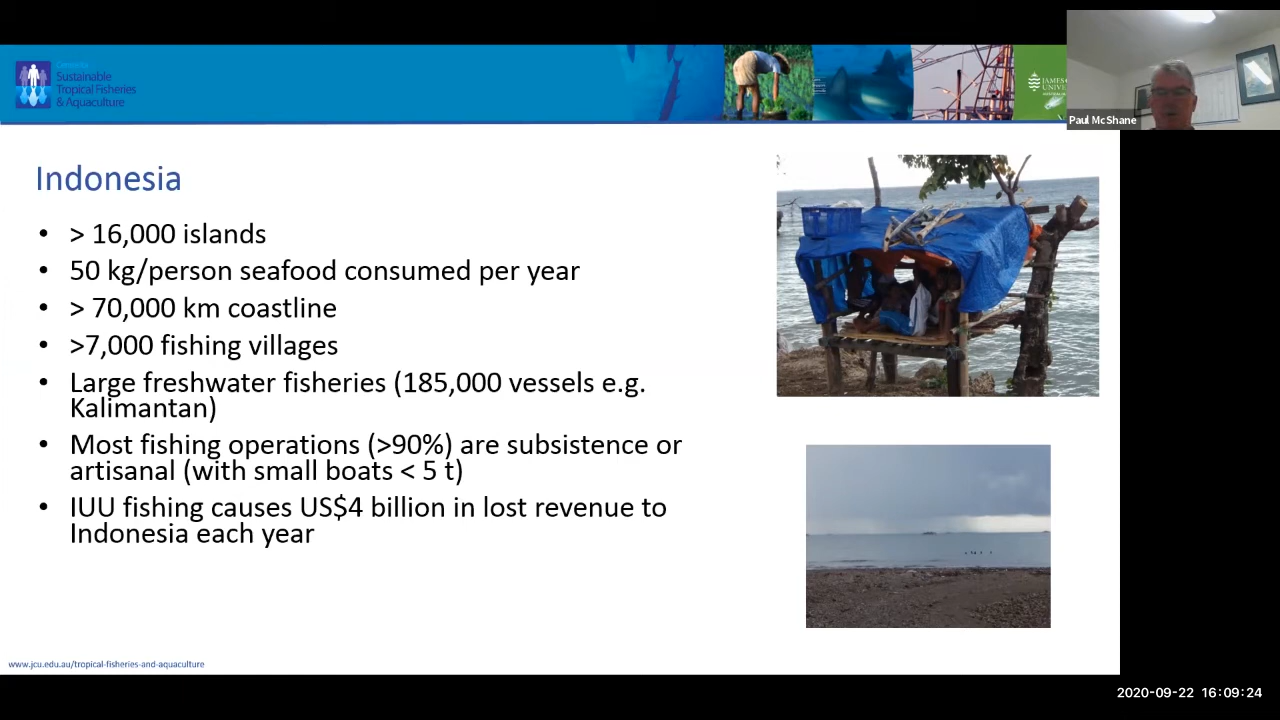 Centre for
Sustainable
Tropical Fisheries
& Aquaculture
Paul McShane
Indonesia
• > 16,000 islands
• 50 kg/person seafood consumed per year
• > 70,000 km coastline
• >7,000 fishing villages
• Large freshwater fisheries (185,000 vessels e.g.
Kalimantan)
• Most fishing operations (>90%) are subsistence or
artisanal (with small boats < 5 t)
• IUU fishing causes US$4 billion in lost revenue to
Indonesia each year
www.jcu.edu.au/tropical-fisheries-and-aquaculture
2020-09-22 16:09:24